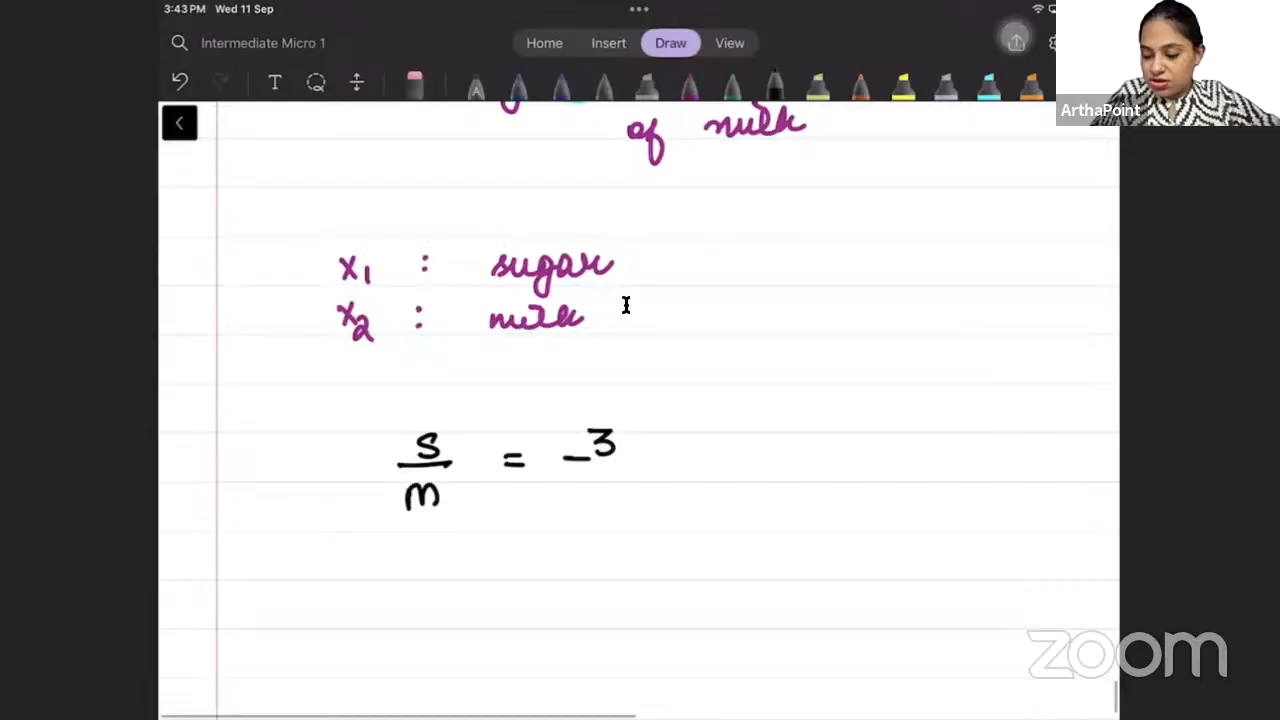 3:43 PM Wed 11 Sep
Intermediate Micro 1
Home Insert Draw View
ArthaPoint
of milk
x1 : sugar
x2 : milk
s/m = -3
zoom